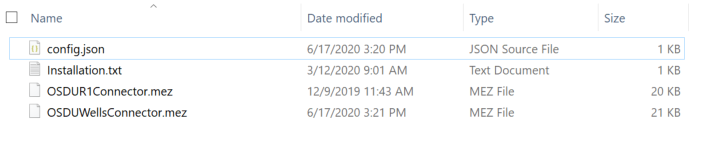 Name Date modified Type Size
config.json 6/17/2020 3:20 PM JSON Source File 1 KB
Installation.txt 3/12/2020 9:01 AM Text Document 1 KB
OSDUR1Connector.mez 12/9/2019 11:43 AM MEZ File 20 KB
OSDUWellsConnector.mez 6/17/2020 3:21 PM MEZ File 21 KB